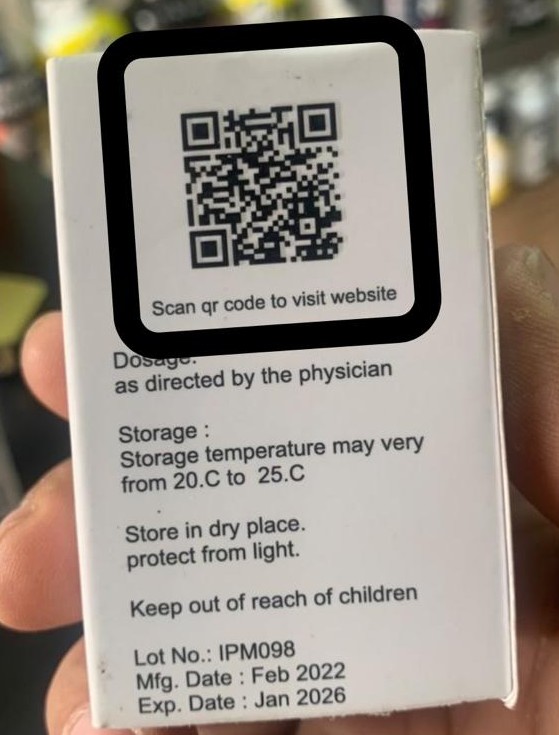 Scan qr code to visit website
Dosage:
as directed by the physician
Storage :
Storage temperature may very
from 20.C to 25.C
Store in dry place.
protect from light.
Keep out of reach of children
Lot No.: IPM098
Mfg. Date : Feb 2022
Exp. Date : Jan 2026